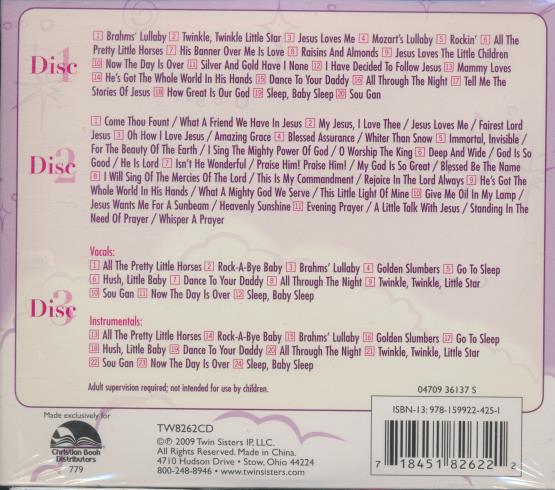 1 Brahms' Lullaby 2 Twinkle, Twinkle Little Star 3 Jesus Loves Me 4 Mozart's Lullaby 5 Rockin' 6 All The
Pretty Little Horses 7 His Banner Over Me Is Love 8 Raisins and Almonds 9 Jesus Loves The Little Children
10 Now The Day Is Over 11 Silver And Gold Have I None 12 I Have Decided To Follow Jesus 13 Mammy Loves
14 He's Got The Whole World In His Hands 15 Dance To Your Daddy 16 All Through The Night 17 Tell Me The
Stories Of Jesus 18 How Great Is Our God 19 Sleep, Baby Sleep 20 Sou Gan
Disc 1
1 Come Thou Fount / What A Friend We Have In Jesus 2 My Jesus, I Love Thee / Jesus Loves Me / Fairest Lord
Jesus 3 Oh How I Love Jesus / Amazing Grace 4 Blessed Assurance / Whiter Than Snow 5 Immortal, Invisible /
For The Beauty Of The Earth / I Sing The Mighty Power Of God / O Worship The King 6 Deep And Wide / God Is So
Good / He Is Lord 7 Isn't He Wonderful / Praise Him! Praise Him! / My God Is So Great / Blessed Be The Name
8 I Will Sing Of The Mercies Of The Lord / This Is My Commandment / Rejoice In The Lord Always 9 He's Got The
Whole World In His Hands / What A Mighty God We Serve / This Little Light Of Mine 10 Give Me Oil In My Lamp /
Jesus Wants Me For A Sunbeam / Heavenly Sunshine 11 Evening Prayer / A Little Talk With Jesus / Standing In The
Need Of Prayer / Whisper A Prayer
Disc 2
Vocals:
1 All The Pretty Little Horses 2 Rock-A-Bye Baby 3 Brahms' Lullaby 4 Golden Slumbers 5 Go To Sleep
6 Hush, Little Baby 7 Dance To Your Daddy 8 All Through The Night 9 Twinkle, Twinkle, Little Star
10 Sou Gan 11 Now The Day Is Over 12 Sleep, Baby Sleep
Disc 3
Instrumentals:
13 All The Pretty Little Horses 14 Rock-A-Bye Baby 15 Brahms' Lullaby 16 Golden Slumbers 17 Go To Sleep
18 Hush, Little Baby 19 Dance To Your Daddy 20 All Through The Night 21 Twinkle, Twinkle, Little Star
22 Sou Gan 23 Now The Day Is Over 24 Sleep, Baby Sleep
Adult supervision required; not intended for use by children.
04709 36137 S
Made exclusively for
Christian Book
Distributors
779
TW8262CD
©℗ 2009 Twin Sisters IP, LLC.
All Rights Reserved. Made in China.
4710 Hudson Drive • Stow, Ohio 44224
800-248-8946 • www.twinsisters.com
ISBN-13: 978-159922-425-1
7 18451 82622 2